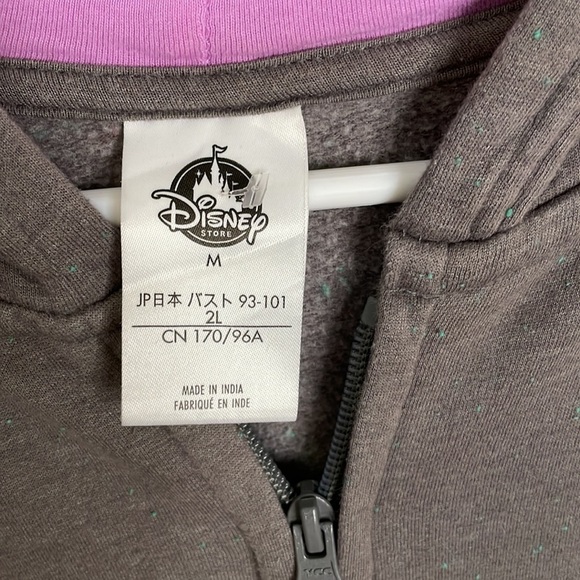 Disney
STORE
M
JP日本 バスト 93-101
2L
CN 170/96A
MADE IN INDIA
FABRIQUÉ EN INDE